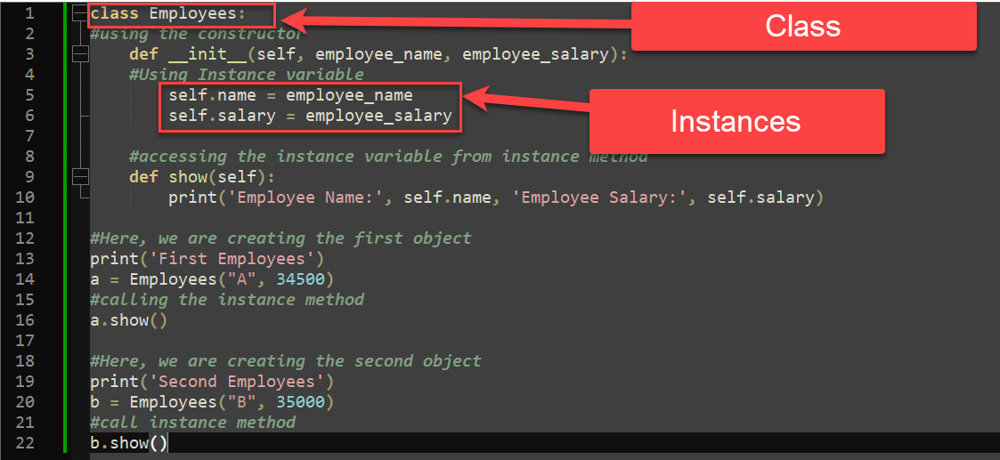 1 class Employees:
Class
2 #using the constructor
3 def __init__(self, employee_name, employee_salary):
4 #Using Instance variable
5 self.name = employee_name
6 self.salary = employee_salary
Instances
7
8 #accessing the instance variable from instance method
9 def show(self):
10 print('Employee Name:', self.name, 'Employee Salary:', self.salary)
11
12 #Here, we are creating the first object
13 print('First Employees')
14 a = Employees("A", 34500)
15 #calling the instance method
16 a.show()
17
18 #Here, we are creating the second object
19 print('Second Employees')
20 b = Employees("B", 35000)
21 #call instance method
22 b.show()